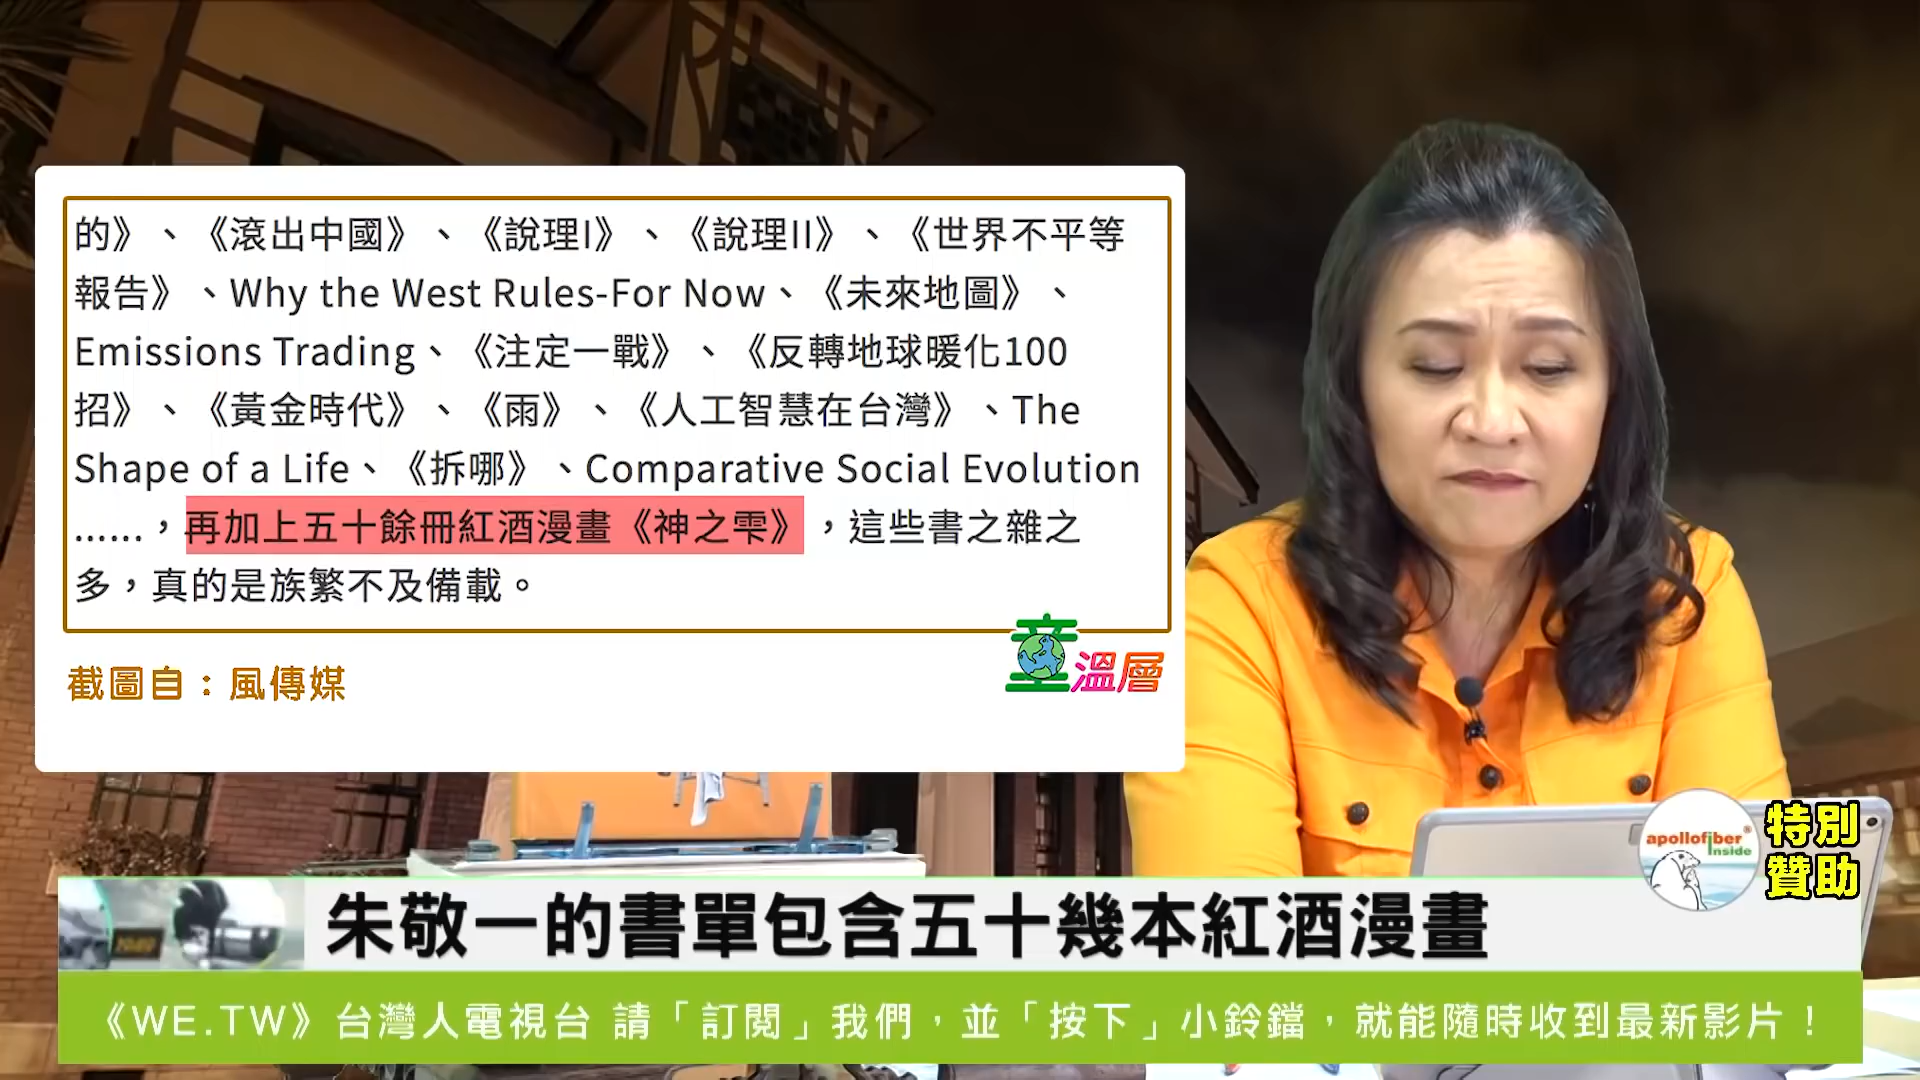 的》、《滾出中國》、《說理I》、《說理II》、《世界不平等
報告》、Why the West Rules-For Now、《未來地圖》、
Emissions Trading、《注定一戰》、《反轉地球暖化100
招》、《黃金時代》、《雨》、《人工智慧在台灣》、The
Shape of a Life、《拆哪》、Comparative Social Evolution
......，再加上五十餘冊紅酒漫畫《神之雫》，這些書之雜之
多，真的是族繁不及備載。
童溫層
截圖自：風傳媒
apollofiber®
inside
特別
贊助
朱敬一的書單包含五十幾本紅酒漫畫
《WE.TW》台灣人電視台 請「訂閱」我們，並「按下」小鈴鐺，就能隨時收到最新影片！